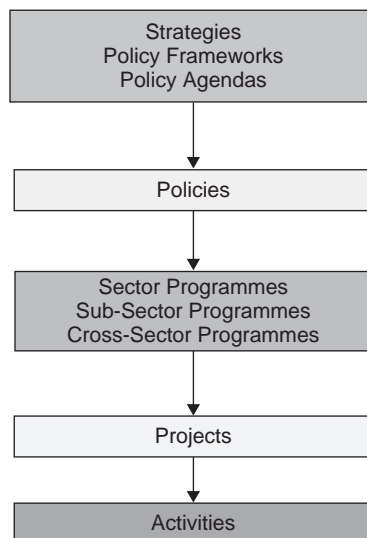 Strategies
Policy Frameworks
Policy Agendas
Policies
Sector Programmes
Sub-Sector Programmes
Cross-Sector Programmes
Projects
Activities